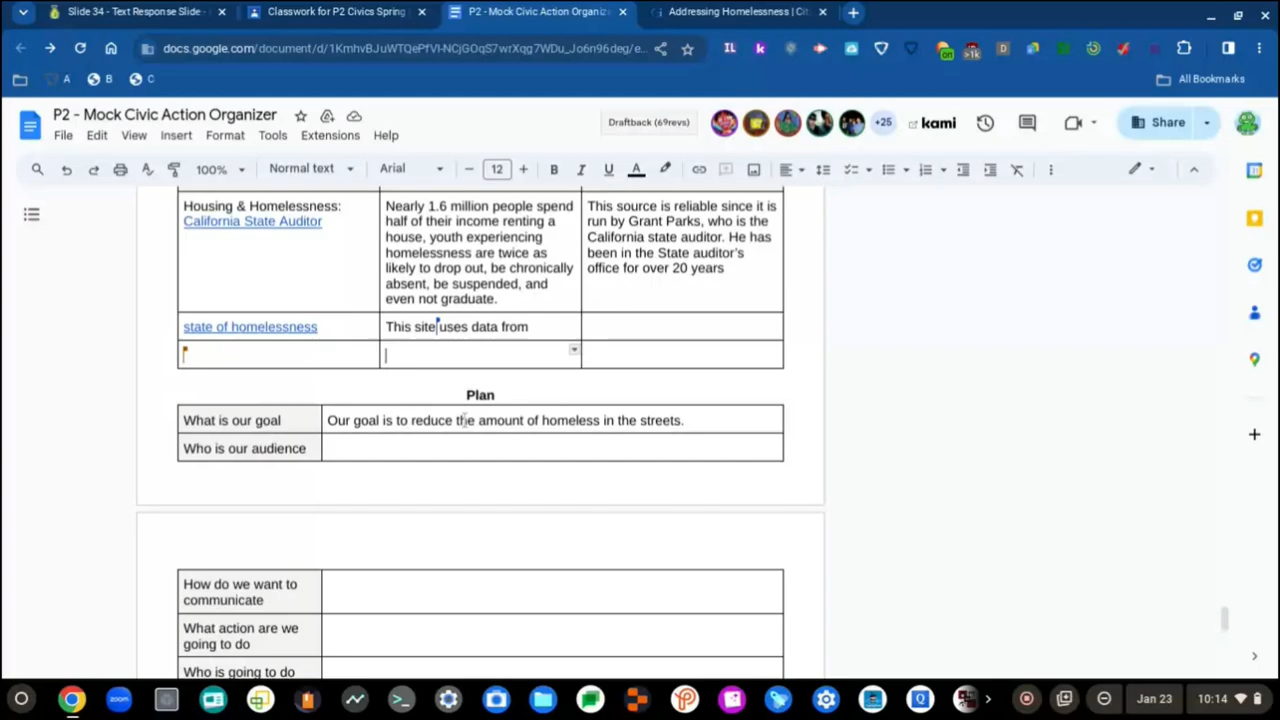 Slide 34 - Text Response Slide -
Classwork for P2 Civics Spring
P2 - Mock Civic Action Organize
Addressing Homelessness | Cit
docs.google.com/document/d/1KmhvBJuWTQePfVI-NCjGOqS7wrXqg7WDu_Jo6n96deg/e...
A
B
C
All Bookmarks
P2 - Mock Civic Action Organizer
File Edit View Insert Format Tools Extensions Help
Draftback (69revs)
+25
kami
Share
100%
Normal text
Arial
12
Housing & Homelessness:
California State Auditor
Nearly 1.6 million people spend
half of their income renting a
house, youth experiencing
homelessness are twice as
likely to drop out, be chronically
absent, be suspended, and
even not graduate.
This source is reliable since it is
run by Grant Parks, who is the
California state auditor. He has
been in the State auditor's
office for over 20 years
state of homelessness
This site uses data from
Plan
What is our goal
Our goal is to reduce the amount of homeless in the streets.
Who is our audience
How do we want to
communicate
What action are we
going to do
Who is going to do
zoom
Jan 23
10:14